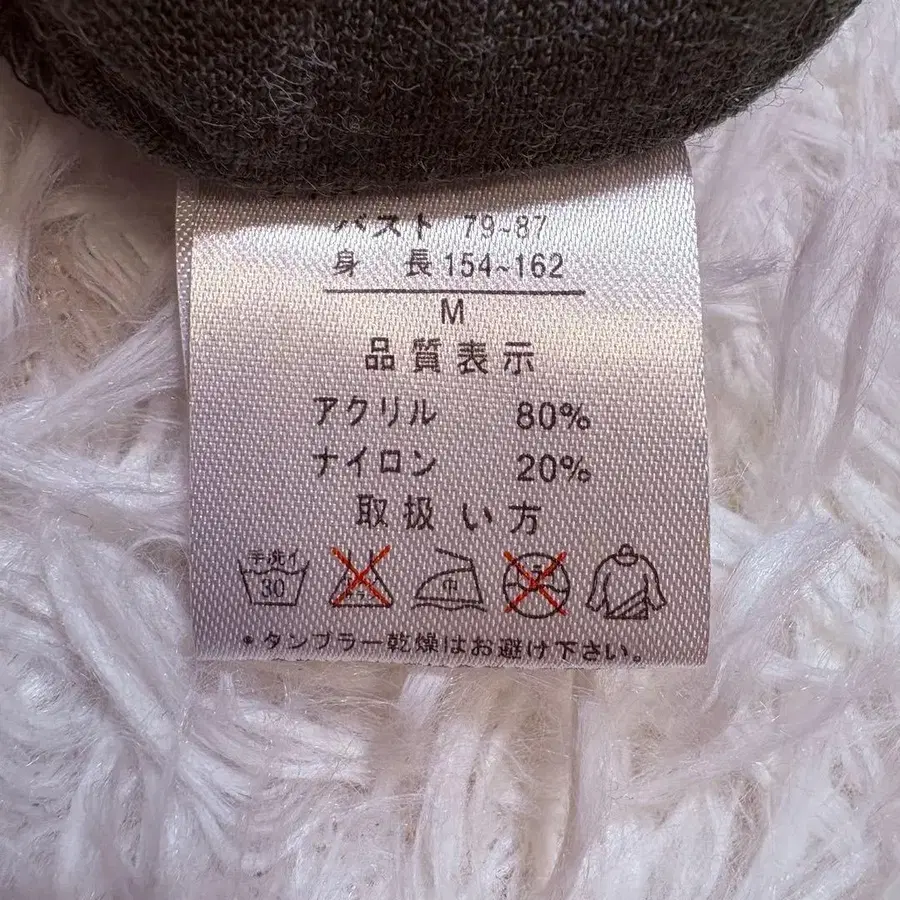 バスト 79~87
身 長 154~162
M
品質表示
アクリル 80%
ナイロン 20%
取扱い方
手洗イ
30 中
*タンブラー乾燥はお避け下さい。